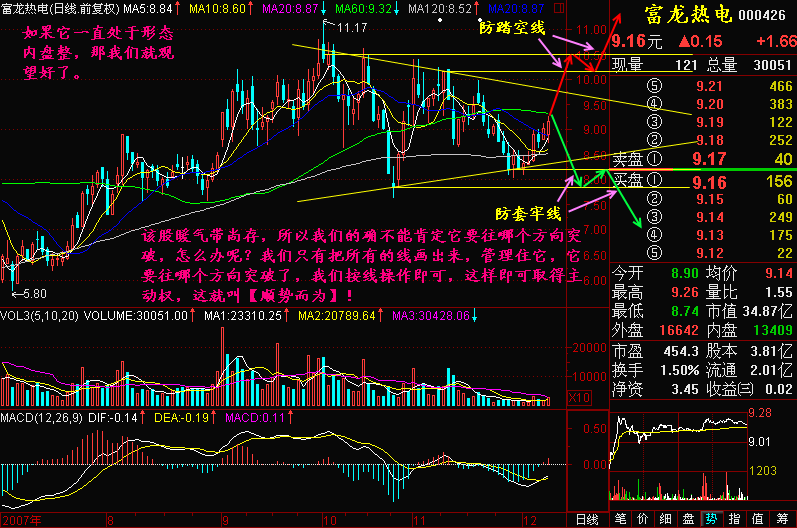 富龙热电(日线.前复权) MA5:8.84↑ MA10:8.60↑ MA20:8.87↓ MA60:9.32↓ MA120:8.52↑ MA20:8.87
富龙热电 000426
9.16元 ▲0.15 +1.66
现量 121 总量 30051
⑤ 9.21 466
④ 9.20 383
③ 9.19 122
② 9.18 252
卖盘① 9.17 40
买盘① 9.16 156
② 9.15 60
③ 9.14 249
④ 9.13 175
⑤ 9.12 22
今开 8.90 均价 9.14
最高 9.26 量比 1.55
最低 8.74 市值 34.87亿
外盘 16642 内盘 13409
市盈 454.3 股本 3.81亿
换手 1.50% 流通 2.01亿
净资 3.45 收益㈢ 0.02
如果它一直处于形态
内盘整,那我们就观
望好了。
11.17
防踏空线
11.00
10.50
10.00
9.50
9.00
8.50
8.00
7.50
7.00
6.50
6.00
防套牢线
该股暖气带尚存,所以我们的确不能肯定它要往哪个方向突
破,怎么办呢?我们只有把所有的线画出来,管理住它,它
要往哪个方向突破了,我们按线操作即可,这样即可取得主
动权,这就叫【顺势而为】!
5.80
VOL3(5,10,20) VOLUME:30051.00↑ MA1:23310.25↑ MA2:20789.64↑ MA3:30428.06↓
20000
10000
X10
MACD(12,26,9) DIF:-0.14↑ DEA:-0.19↑ MACD:0.11↑
0.50
0.00
9.28
9.01
1203
2007年 8 9 10 11 12 日线
笔 价 细 盘 势 指 值 筹